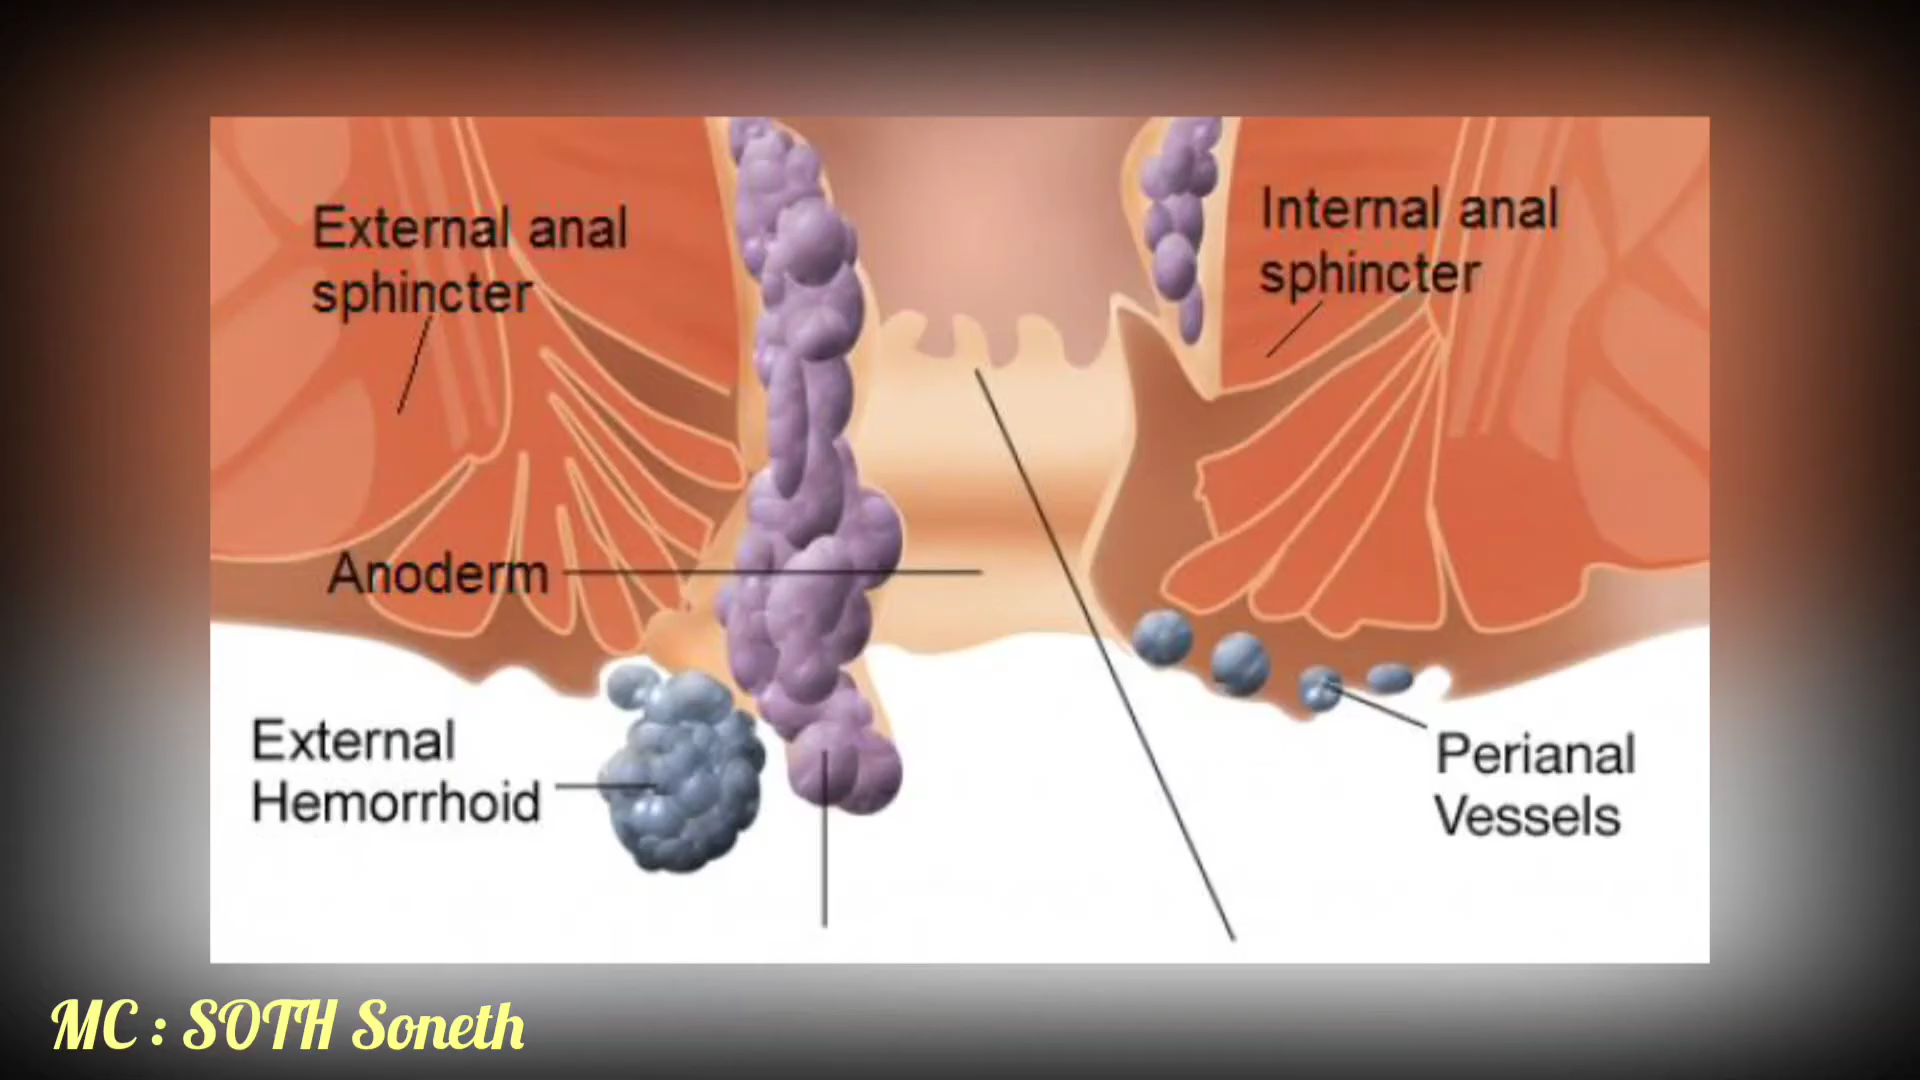 External anal
sphincter
Internal anal
sphincter
Anoderm
External
Hemorrhoid
Perianal
Vessels
MC : SOTH Soneth